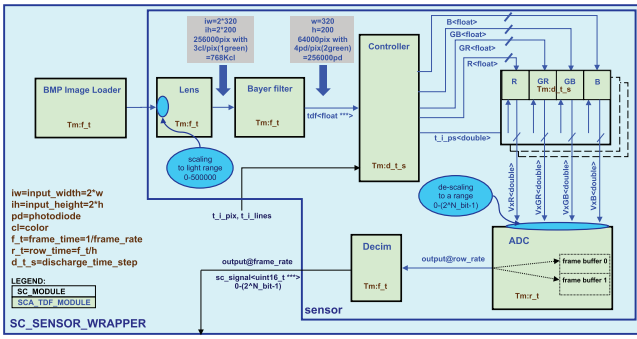 iw=2*320
ih=2*200
256000pix with
3cl/pix(1green)
=768Kcl
w=320
h=200
64000pix with
4pd/pix(2green)
=256000pd
B<float>
GB<float>
GR<float>
R<float>
Controller
Tm:d_t_s
BMP Image Loader
Tm:f_t
Lens
Tm:f_t
Bayer filter
Tm:f_t
tdf<float ***>
R
GR
GB
B
Tm:d_t_s
t_i_ps<double>
scaling
to light range
0-500000
VxR<double>
VxGR<double>
VxGB<double>
VxB<double>
de-scaling
to a range
0-(2^N_bit-1)
t_i_pix, t_i_lines
iw=input_width=2*w
ih=input_height=2*h
pd=photodiode
cl=color
f_t=frame_time=1/frame_rate
r_t=row_time=f_t/h
d_t_s=discharge_time_step
LEGEND:
SC_MODULE
SCA_TDF_MODULE
output@frame_rate
sc_signal<uint16_t ***>
0-(2^N_bit-1)
Decim
Tm:f_t
output@row_rate
ADC
frame buffer 0
frame buffer 1
Tm:r_t
sensor
SC_SENSOR_WRAPPER